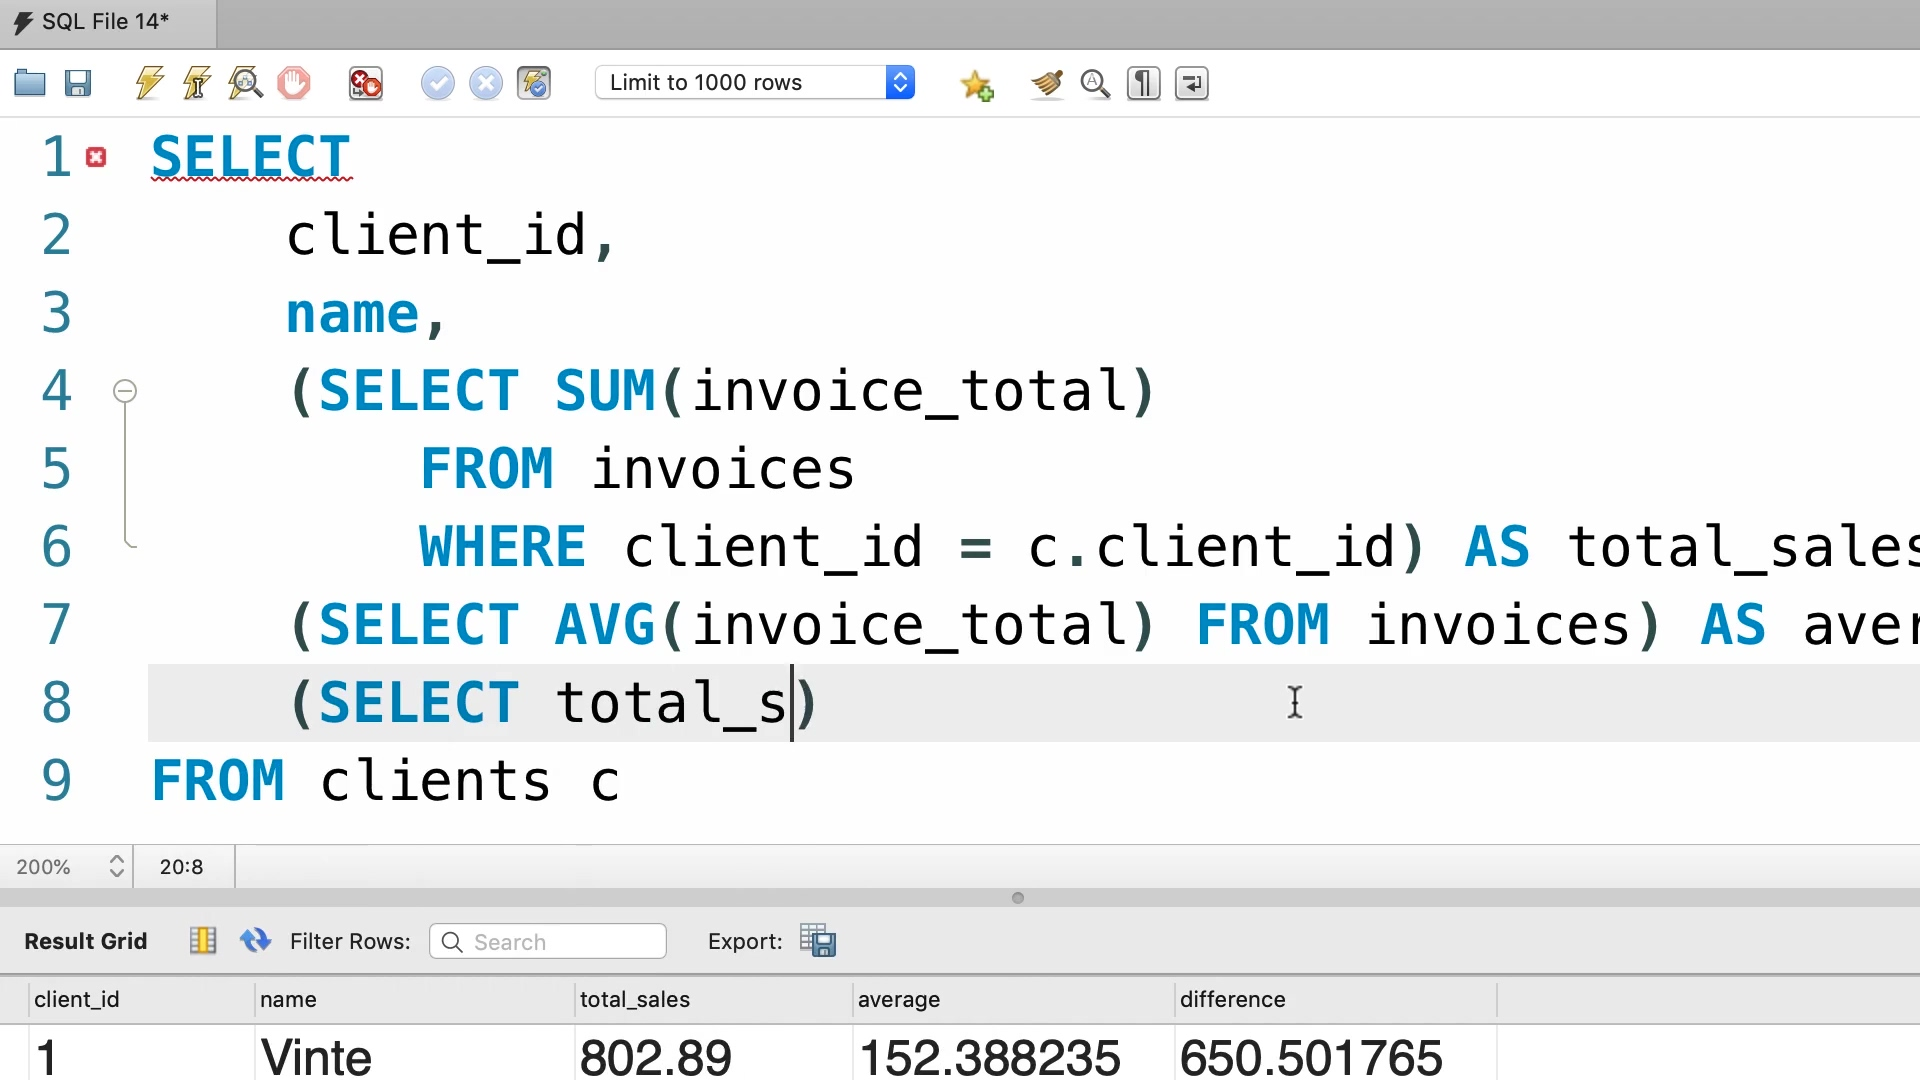 SQL File 14*
Limit to 1000 rows
1 SELECT
2 client_id,
3 name,
4 (SELECT SUM(invoice_total)
5 FROM invoices
6 WHERE client_id = c.client_id) AS total_sales
7 (SELECT AVG(invoice_total) FROM invoices) AS aver
8 (SELECT total_s)
9 FROM clients c
200% 20:8
Result Grid Filter Rows: Search Export:
client_id name total_sales average difference
1 Vinte 802.89 152.388235 650.501765